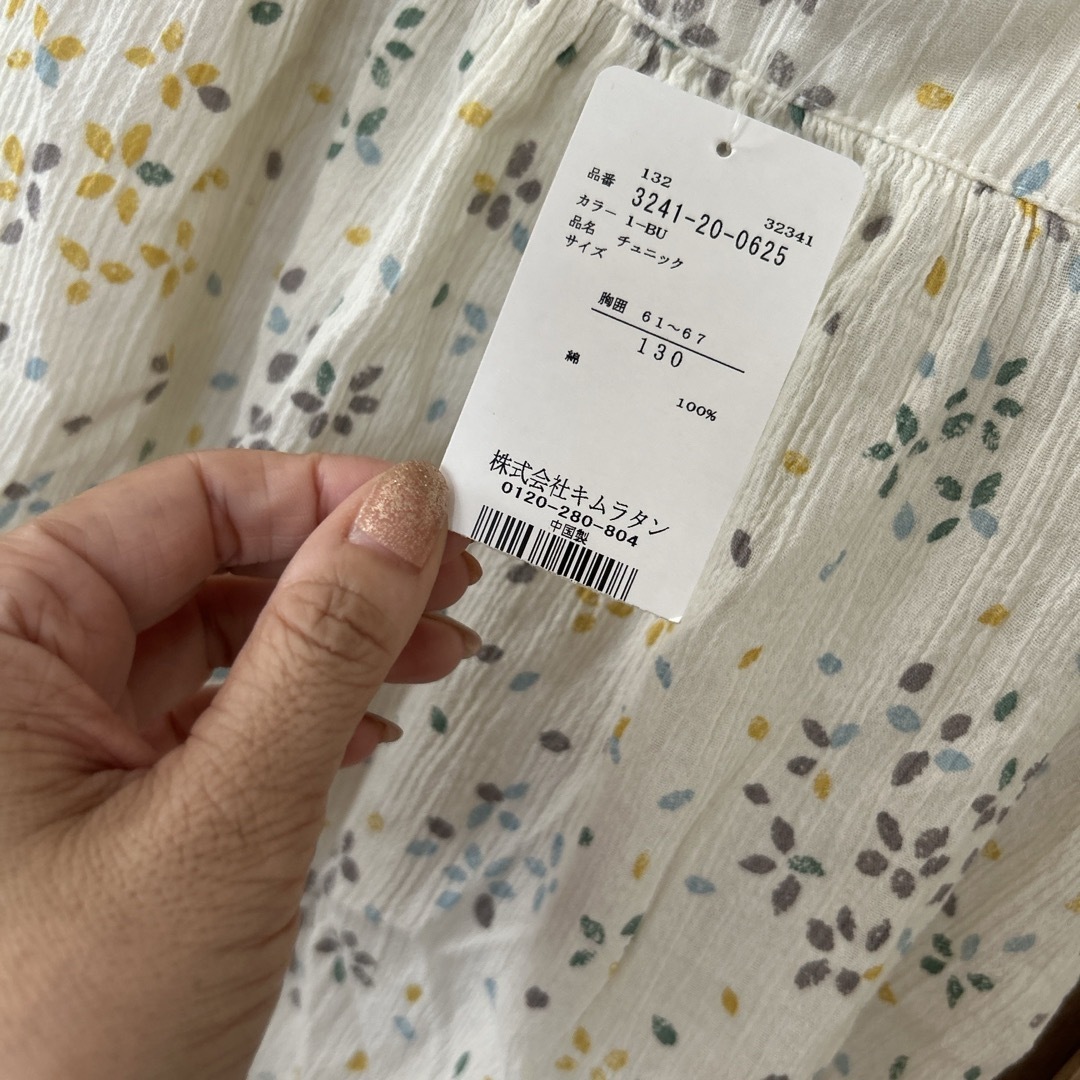 132 32341
品番 3241-20-0625
カラー 1-BU
品名 チュニック
サイズ
胸囲 61~67
130
綿 100%
株式会社キムラタン
0120-280-804
中国製